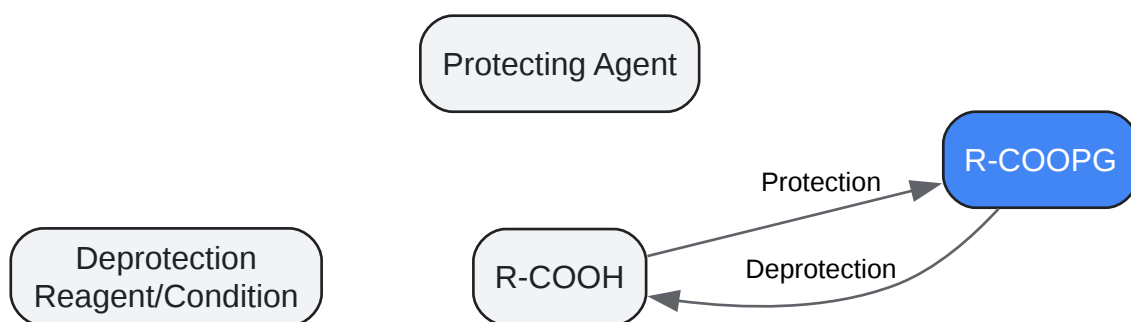 Protecting Agent
R-COOPG
Protection
Deprotection
Reagent/Condition
R-COOH
Deprotection